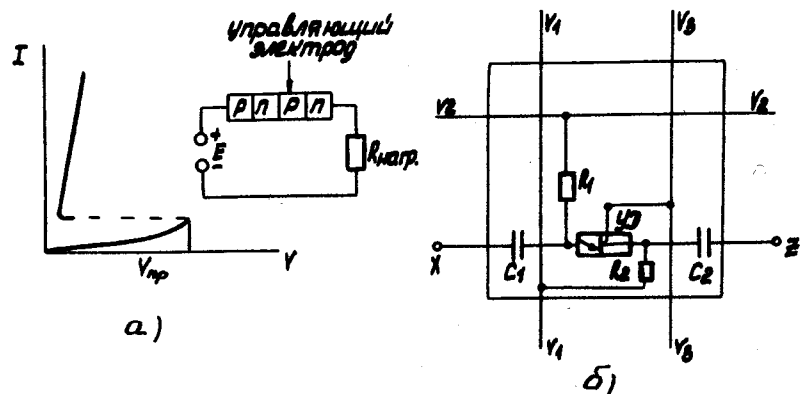 I
V
Vпр
управляющий
электрод
P п P п
+
E
-
Rнагр.
а)
V1
V3
V2
V2
R1
УЭ
X
C1
R2
C2
Z
V1
V3
б)